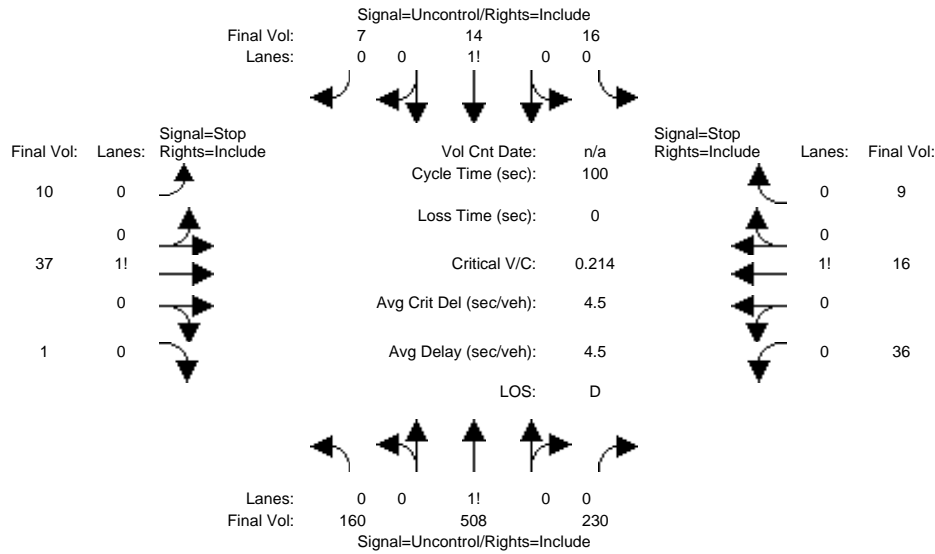 Signal=Uncontrol/Rights=Include
Final Vol: 7 14 16
Lanes: 0 0 1! 0 0
Signal=Stop
Final Vol: Lanes: Rights=Include
Vol Cnt Date: n/a
Signal=Stop
Rights=Include Lanes: Final Vol:
Cycle Time (sec): 100
10 0
0 9
Loss Time (sec): 0
0
0
37 1!
Critical V/C: 0.214
1! 16
0
Avg Crit Del (sec/veh): 4.5
0
1 0
Avg Delay (sec/veh): 4.5
0 36
LOS: D
Lanes: 0 0 1! 0 0
Final Vol: 160 508 230
Signal=Uncontrol/Rights=Include